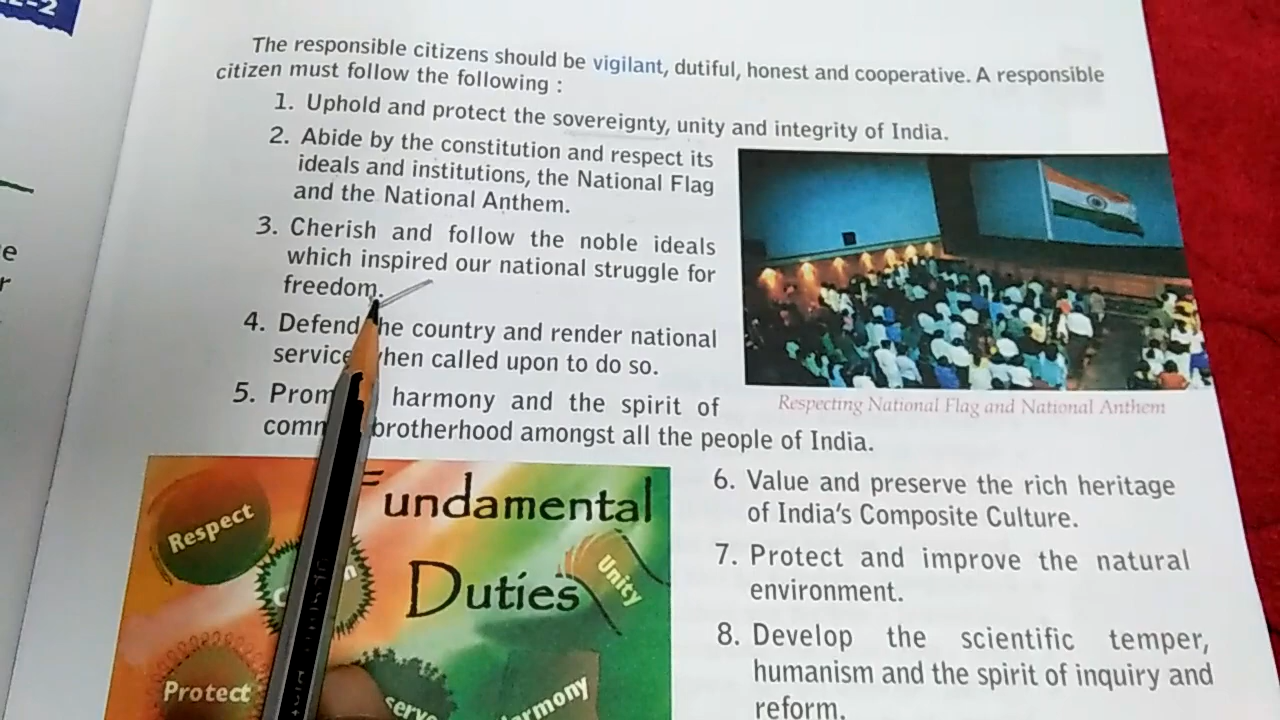 The responsible citizens should be vigilant, dutiful, honest and cooperative. A responsible
citizen must follow the following :
1. Uphold and protect the sovereignty, unity and integrity of India.
2. Abide by the constitution and respect its
ideals and institutions, the National Flag
and the National Anthem.
3. Cherish and follow the noble ideals
which inspired our national struggle for
freedom.
4. Defend he country and render national
service hen called upon to do so.
5. Prom harmony and the spirit of
comm brotherhood amongst all the people of India.
Respecting National Flag and National Anthem
Fundamental
Duties
Respect
Unity
Protect
serve
rmony
6. Value and preserve the rich heritage
of India's Composite Culture.
7. Protect and improve the natural
environment.
8. Develop the scientific temper,
humanism and the spirit of inquiry and
reform.